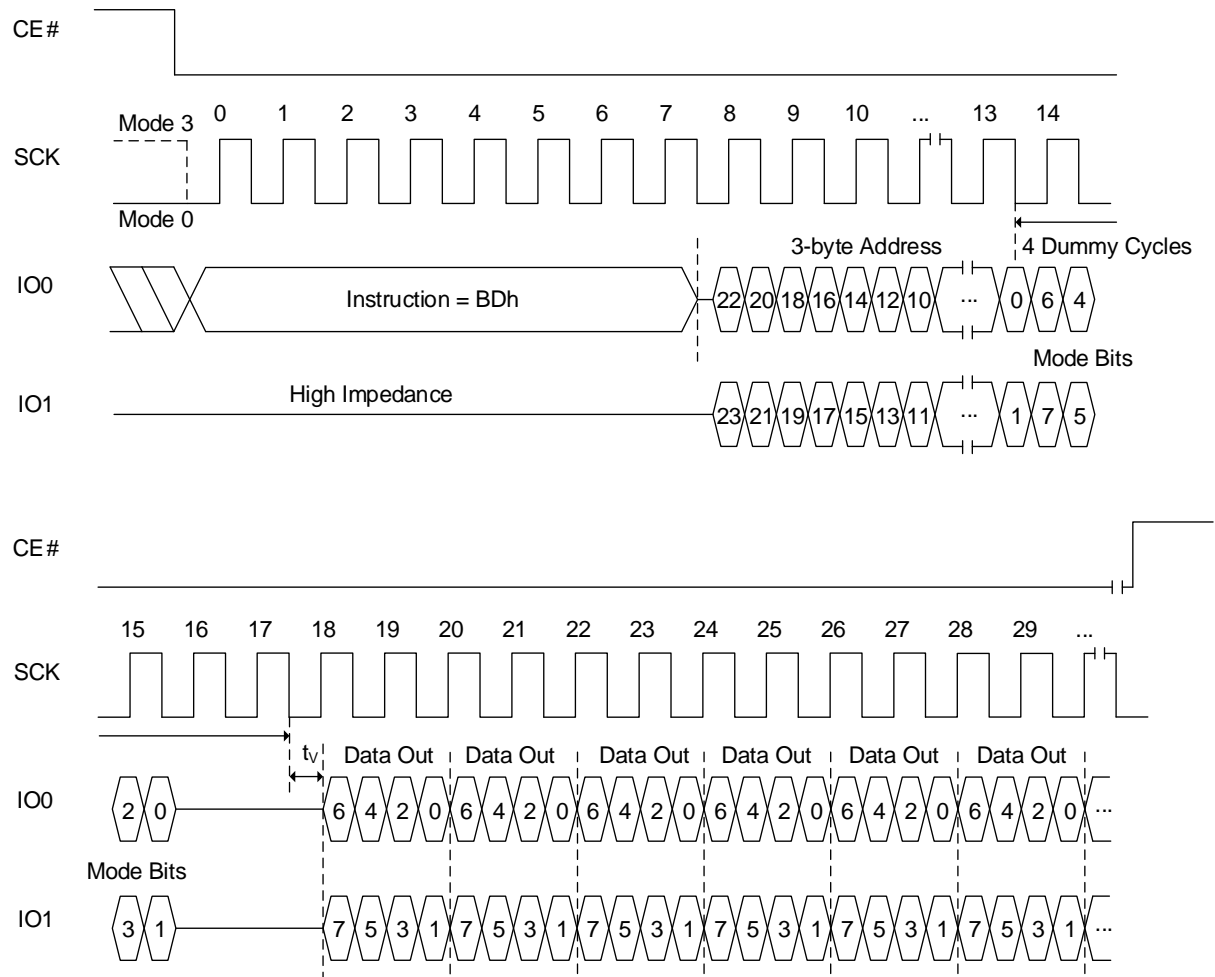 CE#
Mode 3
0 1 2 3 4 5 6 7 8 9 10 ... 13 14
SCK
Mode 0
3-byte Address
4 Dummy Cycles
IO0
Instruction = BDh
22 20 18 16 14 12 10 ... 0 6 4
Mode Bits
IO1
High Impedance
23 21 19 17 15 13 11 ... 1 7 5
CE#
15 16 17 18 19 20 21 22 23 24 25 26 27 28 29 ...
SCK
tV
Data Out Data Out Data Out Data Out Data Out Data Out
IO0
2 0 6 4 2 0 6 4 2 0 6 4 2 0 6 4 2 0 6 4 2 0 6 4 2 0 ...
Mode Bits
IO1
3 1 7 5 3 1 7 5 3 1 7 5 3 1 7 5 3 1 7 5 3 1 7 5 3 1 ...